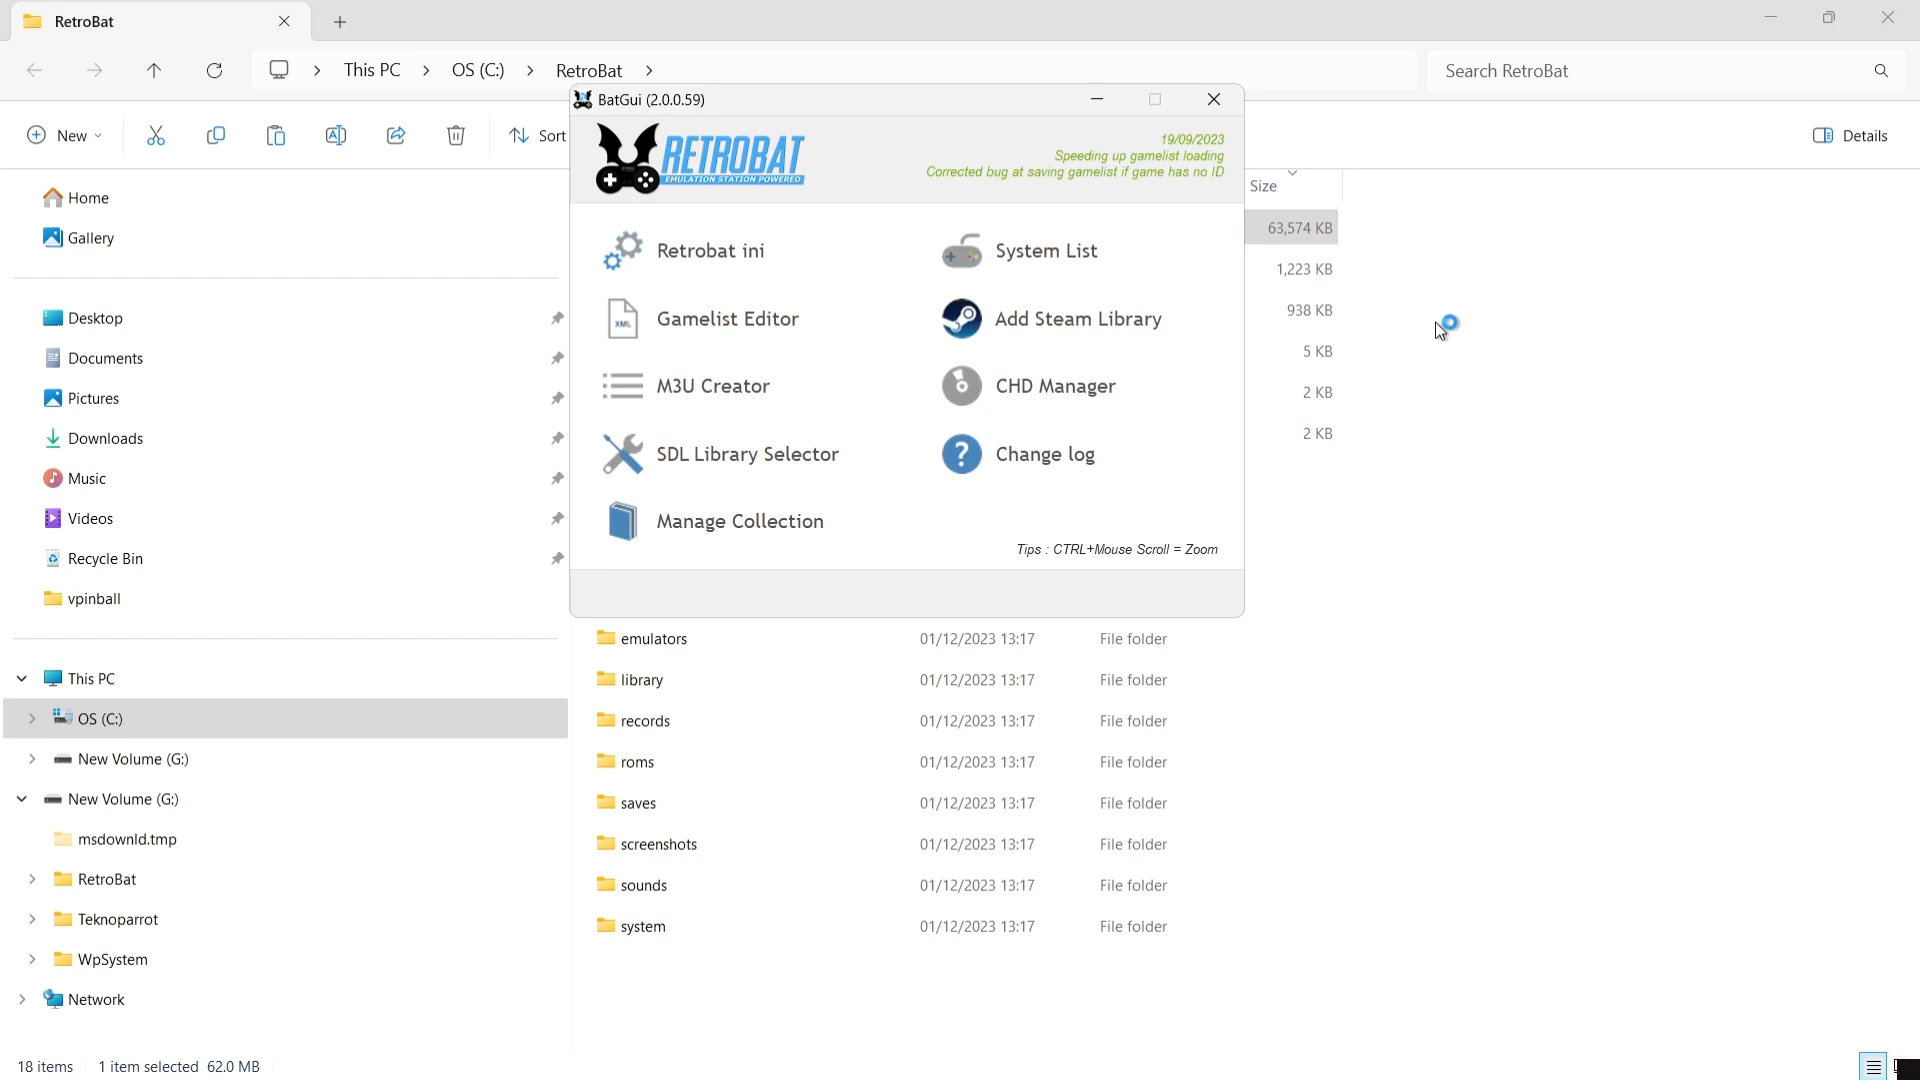 RetroBat
This PC
OS (C:)
RetroBat
Search RetroBat
New
Sort
Details
BatGui (2.0.0.59)
RETROBAT
EMULATION STATION POWERED
19/09/2023
Speeding up gamelist loading
Corrected bug at saving gamelist if game has no ID
Retrobat ini
System List
XML
Gamelist Editor
Add Steam Library
M3U Creator
CHD Manager
SDL Library Selector
?
Change log
Manage Collection
Tips : CTRL+Mouse Scroll = Zoom
Size
63,574 KB
1,223 KB
938 KB
5 KB
2 KB
2 KB
Home
Gallery
Desktop
Documents
Pictures
Downloads
Music
Videos
Recycle Bin
vpinball
This PC
OS (C:)
New Volume (G:)
New Volume (G:)
msdownld.tmp
RetroBat
Teknoparrot
WpSystem
Network
emulators 01/12/2023 13:17 File folder
library 01/12/2023 13:17 File folder
records 01/12/2023 13:17 File folder
roms 01/12/2023 13:17 File folder
saves 01/12/2023 13:17 File folder
screenshots 01/12/2023 13:17 File folder
sounds 01/12/2023 13:17 File folder
system 01/12/2023 13:17 File folder
18 items 1 item selected 62.0 MB